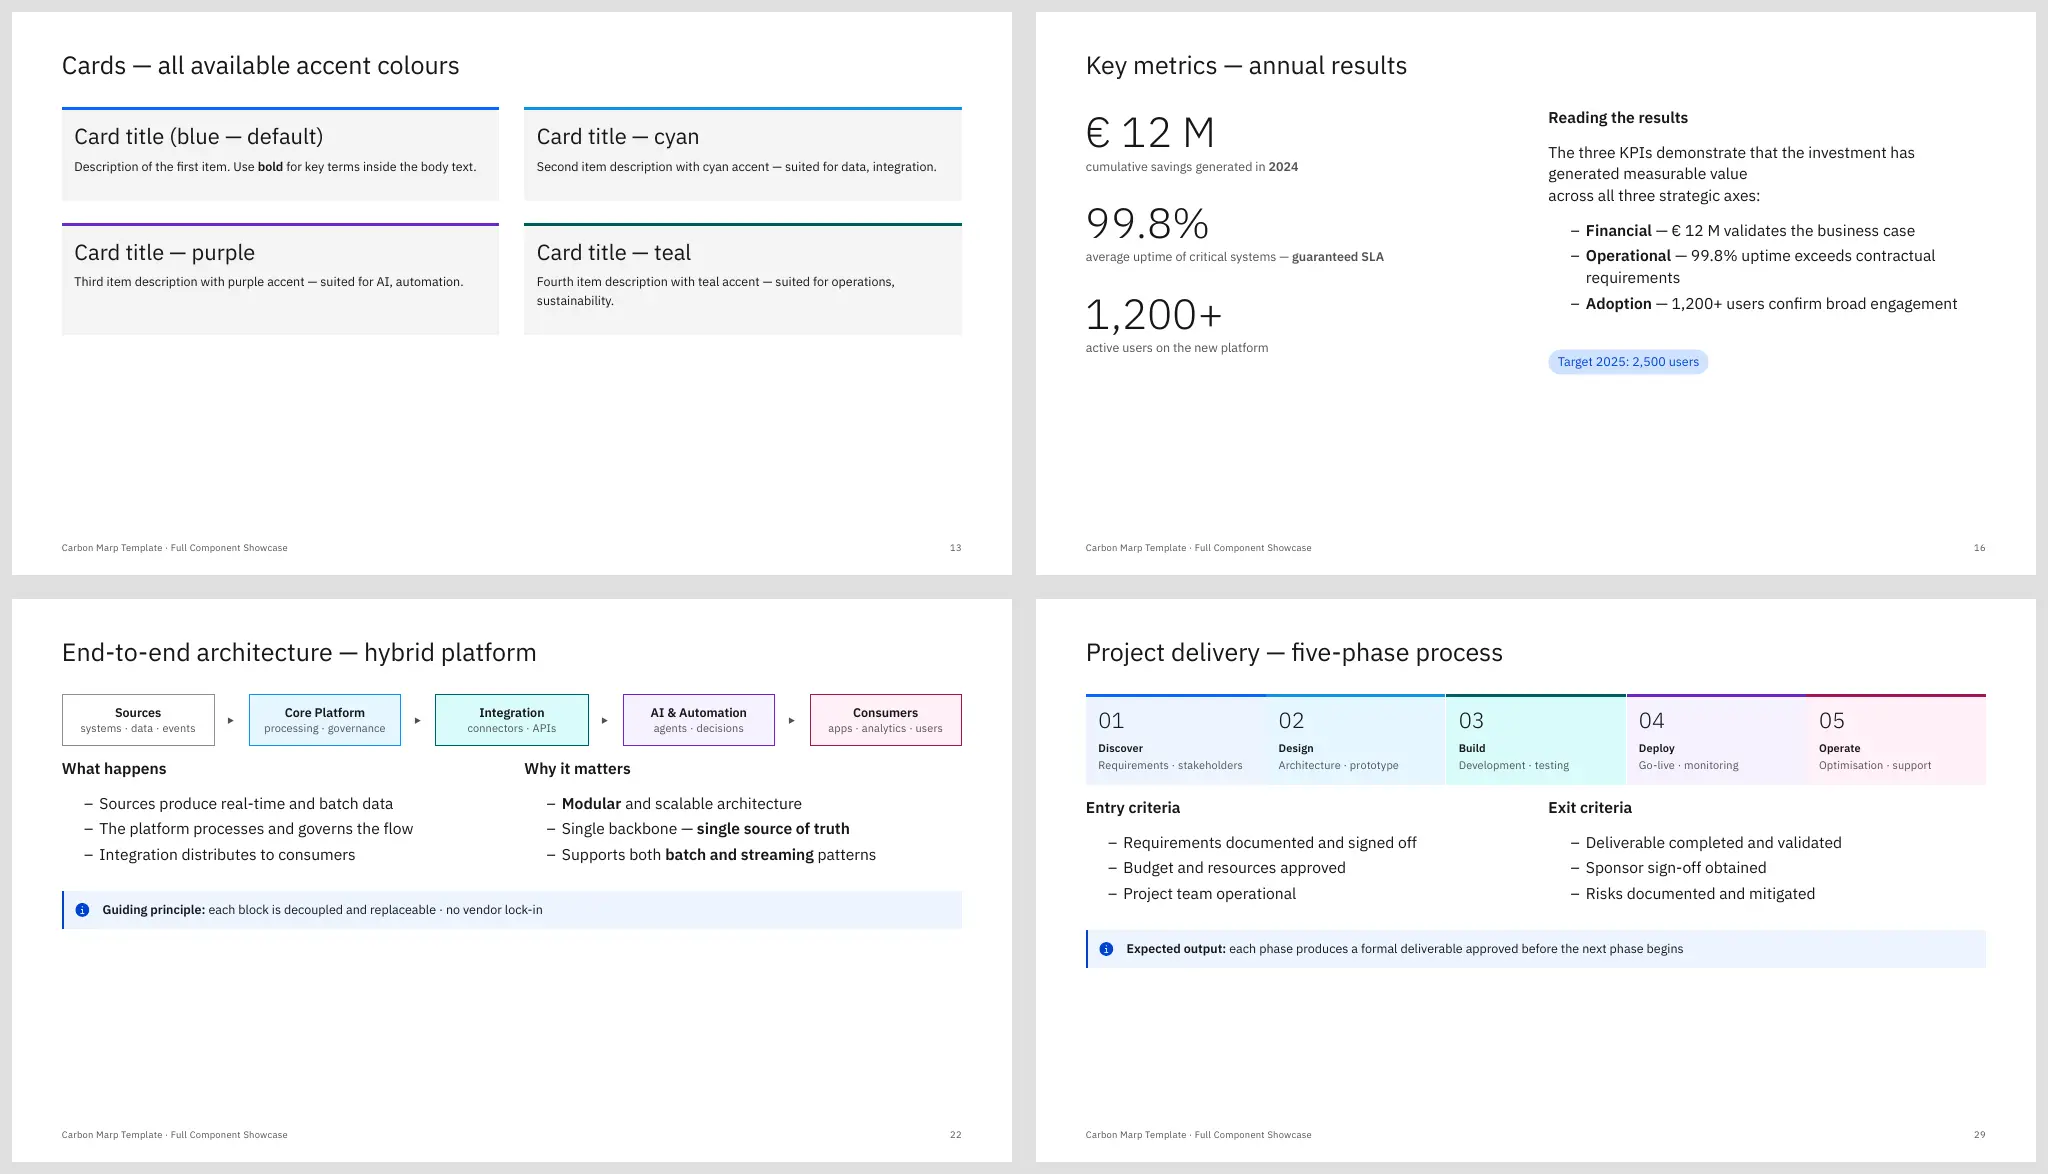 Cards — all available accent colours
Card title (blue — default)
Description of the first item. Use bold for key terms inside the body text.
Card title — cyan
Second item description with cyan accent — suited for data, integration.
Card title — purple
Third item description with purple accent — suited for AI, automation.
Card title — teal
Fourth item description with teal accent — suited for operations,
sustainability.
Carbon Marp Template · Full Component Showcase
13
Key metrics — annual results
€ 12 M
cumulative savings generated in 2024
99.8%
average uptime of critical systems — guaranteed SLA
1,200+
active users on the new platform
Reading the results
The three KPIs demonstrate that the investment has
generated measurable value
across all three strategic axes:
– Financial — € 12 M validates the business case
– Operational — 99.8% uptime exceeds contractual
requirements
– Adoption — 1,200+ users confirm broad engagement
Target 2025: 2,500 users
Carbon Marp Template · Full Component Showcase
16
End-to-end architecture — hybrid platform
Sources
systems · data · events
Core Platform
processing · governance
Integration
connectors · APIs
AI & Automation
agents · decisions
Consumers
apps · analytics · users
What happens
– Sources produce real-time and batch data
– The platform processes and governs the flow
– Integration distributes to consumers
Why it matters
– Modular and scalable architecture
– Single backbone — single source of truth
– Supports both batch and streaming patterns
Guiding principle: each block is decoupled and replaceable · no vendor lock-in
Carbon Marp Template · Full Component Showcase
22
Project delivery — five-phase process
01
Discover
Requirements · stakeholders
02
Design
Architecture · prototype
03
Build
Development · testing
04
Deploy
Go-live · monitoring
05
Operate
Optimisation · support
Entry criteria
– Requirements documented and signed off
– Budget and resources approved
– Project team operational
Exit criteria
– Deliverable completed and validated
– Sponsor sign-off obtained
– Risks documented and mitigated
Expected output: each phase produces a formal deliverable approved before the next phase begins
Carbon Marp Template · Full Component Showcase
29